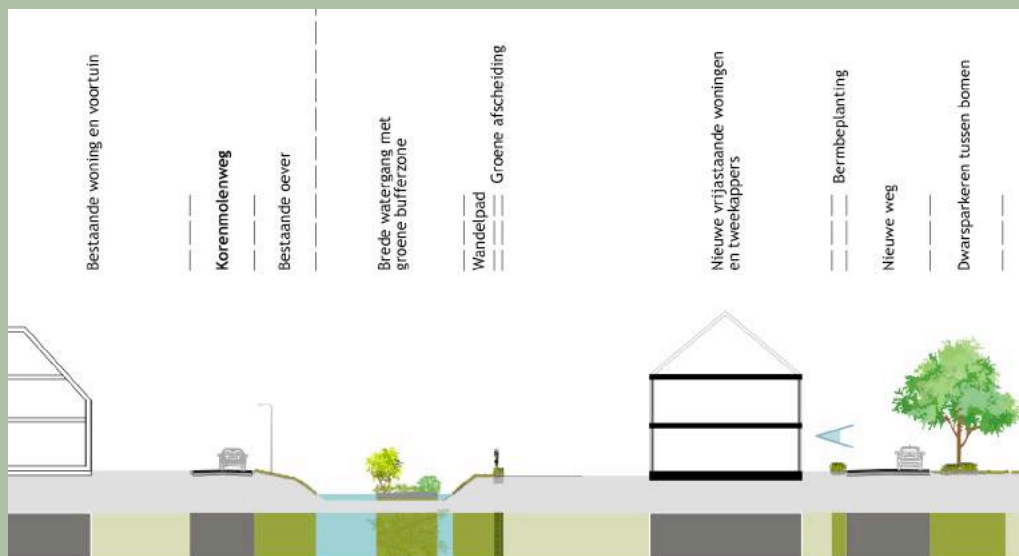 Bestaande woning en voortuin
Korenmolenweg
Bestaande oever
Brede watergang met
groene bufferzone
Wandelpad
Groene afscheiding
Nieuwe vrijstaande woningen
en tweekappers
Bermbeplanting
Nieuwe weg
Dwarsparkeren tussen bomen